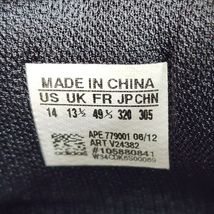 MADE IN CHINA
US UK FR JP CHN
14 13½ 49⅓ 320 305
APE 779001 08/12
ART V24382
#105880841